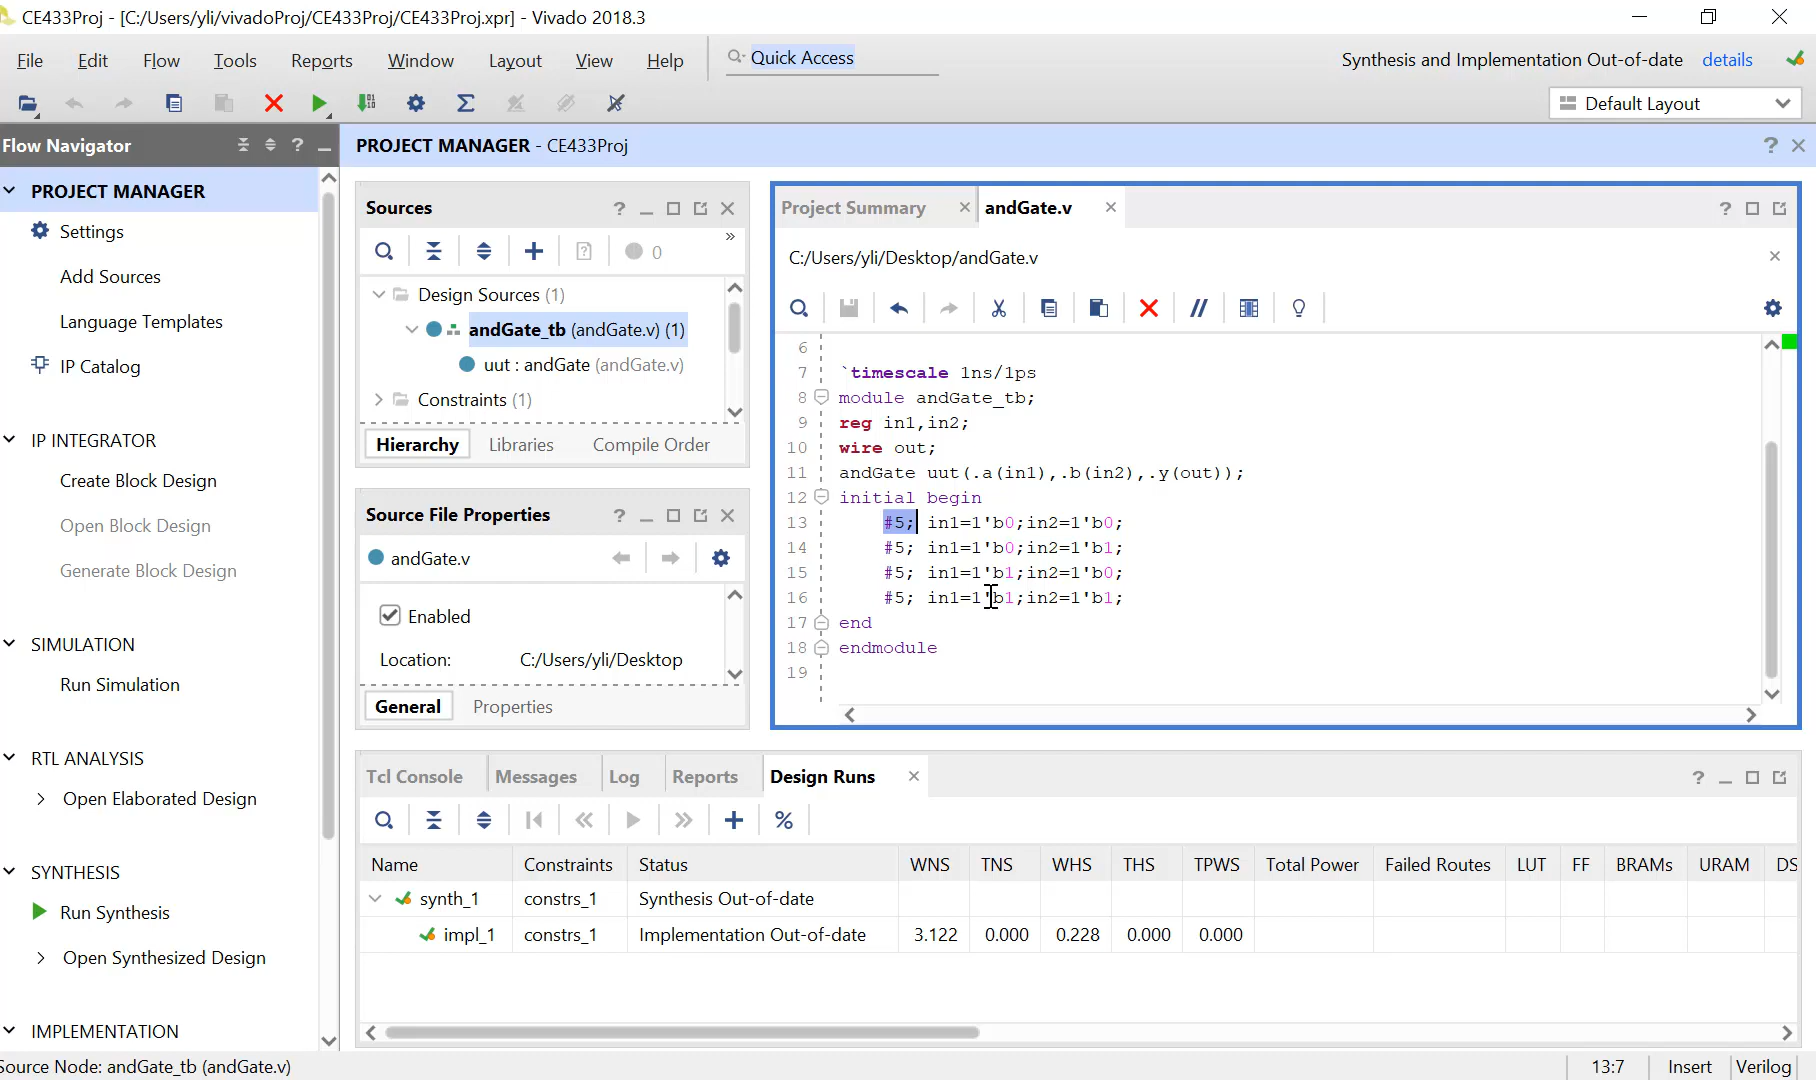 CE433Proj - [C:/Users/yli/vivadoProj/CE433Proj/CE433Proj.xpr] - Vivado 2018.3
File Edit Flow Tools Reports Window Layout View Help Quick Access
Synthesis and Implementation Out-of-date details
Default Layout
Flow Navigator
PROJECT MANAGER - CE433Proj
PROJECT MANAGER
Settings
Add Sources
Language Templates
IP Catalog
IP INTEGRATOR
Create Block Design
Open Block Design
Generate Block Design
SIMULATION
Run Simulation
RTL ANALYSIS
Open Elaborated Design
SYNTHESIS
Run Synthesis
Open Synthesized Design
IMPLEMENTATION
Sources
0
Design Sources (1)
andGate_tb (andGate.v) (1)
uut : andGate (andGate.v)
Constraints (1)
Hierarchy Libraries Compile Order
Source File Properties
andGate.v
Enabled
Location: C:/Users/yli/Desktop
General Properties
Project Summary andGate.v
C:/Users/yli/Desktop/andGate.v
6
7 `timescale 1ns/1ps
8 module andGate_tb;
9 reg in1,in2;
10 wire out;
11 andGate uut(.a(in1),.b(in2),.y(out));
12 initial begin
13 #5; in1=1'b0;in2=1'b0;
14 #5; in1=1'b0;in2=1'b1;
15 #5; in1=1'b1;in2=1'b0;
16 #5; in1=1'b1;in2=1'b1;
17 end
18 endmodule
19
Tcl Console Messages Log Reports Design Runs
Name Constraints Status WNS TNS WHS THS TPWS Total Power Failed Routes LUT FF BRAMs URAM DS
synth_1 constrs_1 Synthesis Out-of-date
impl_1 constrs_1 Implementation Out-of-date 3.122 0.000 0.228 0.000 0.000
Source Node: andGate_tb (andGate.v)
13:7 Insert Verilog